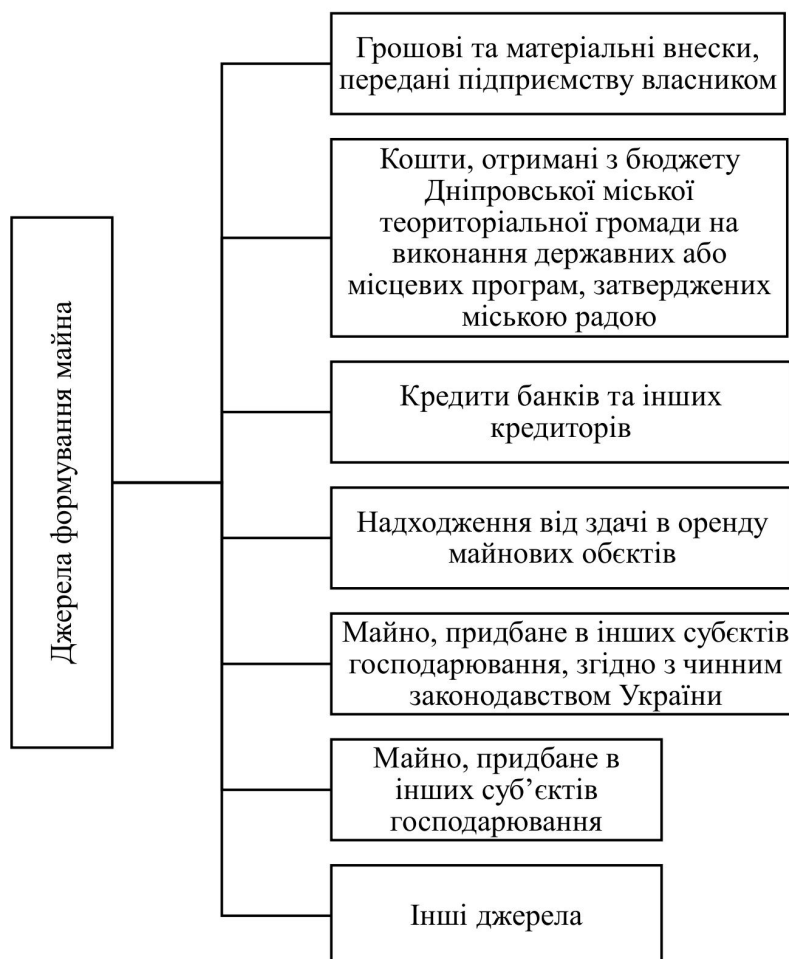 Джерела формування майна
Грошові та матеріальні внески,
передані підприємству власником
Кошти, отримані з бюджету
Дніпровської міської
теориторіальної громади на
виконання державних або
місцевих програм, затверджених
міською радою
Кредити банків та інших
кредиторів
Надходження від здачі в оренду
майнових обєктів
Майно, придбане в інших субєктів
господарювання, згідно з чинним
законодавством України
Майно, придбане в
інших суб’єктів
господарювання
Інші джерела